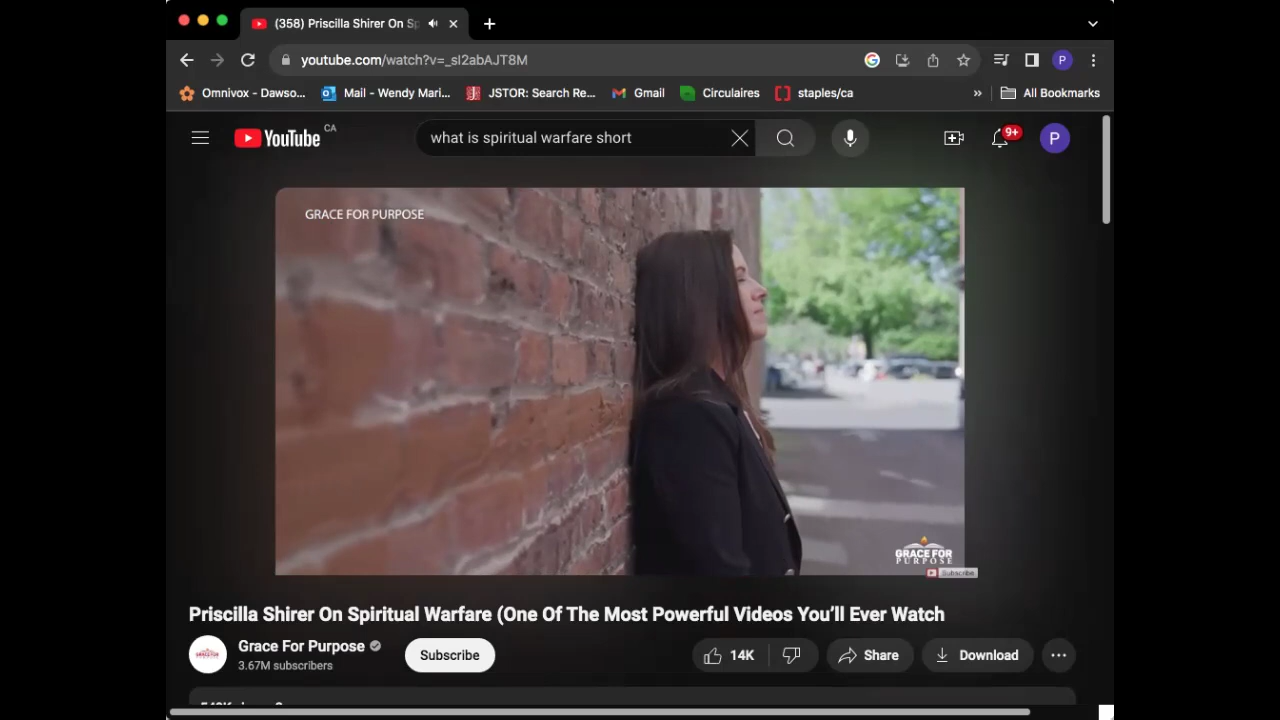 (358) Priscilla Shirer On Sp
youtube.com/watch?v=_sI2abAJT8M
P
Omnivox - Dawso...
Mail - Wendy Mari...
JSTOR: Search Re...
Gmail
Circulaires
staples/ca
»
All Bookmarks
YouTube CA
what is spiritual warfare short
9+
P
GRACE FOR PURPOSE
GRACE FOR
PURPOSE
Subscribe
Priscilla Shirer On Spiritual Warfare (One Of The Most Powerful Videos You’ll Ever Watch
Grace For Purpose
3.67M subscribers
Subscribe
14K
Share
Download